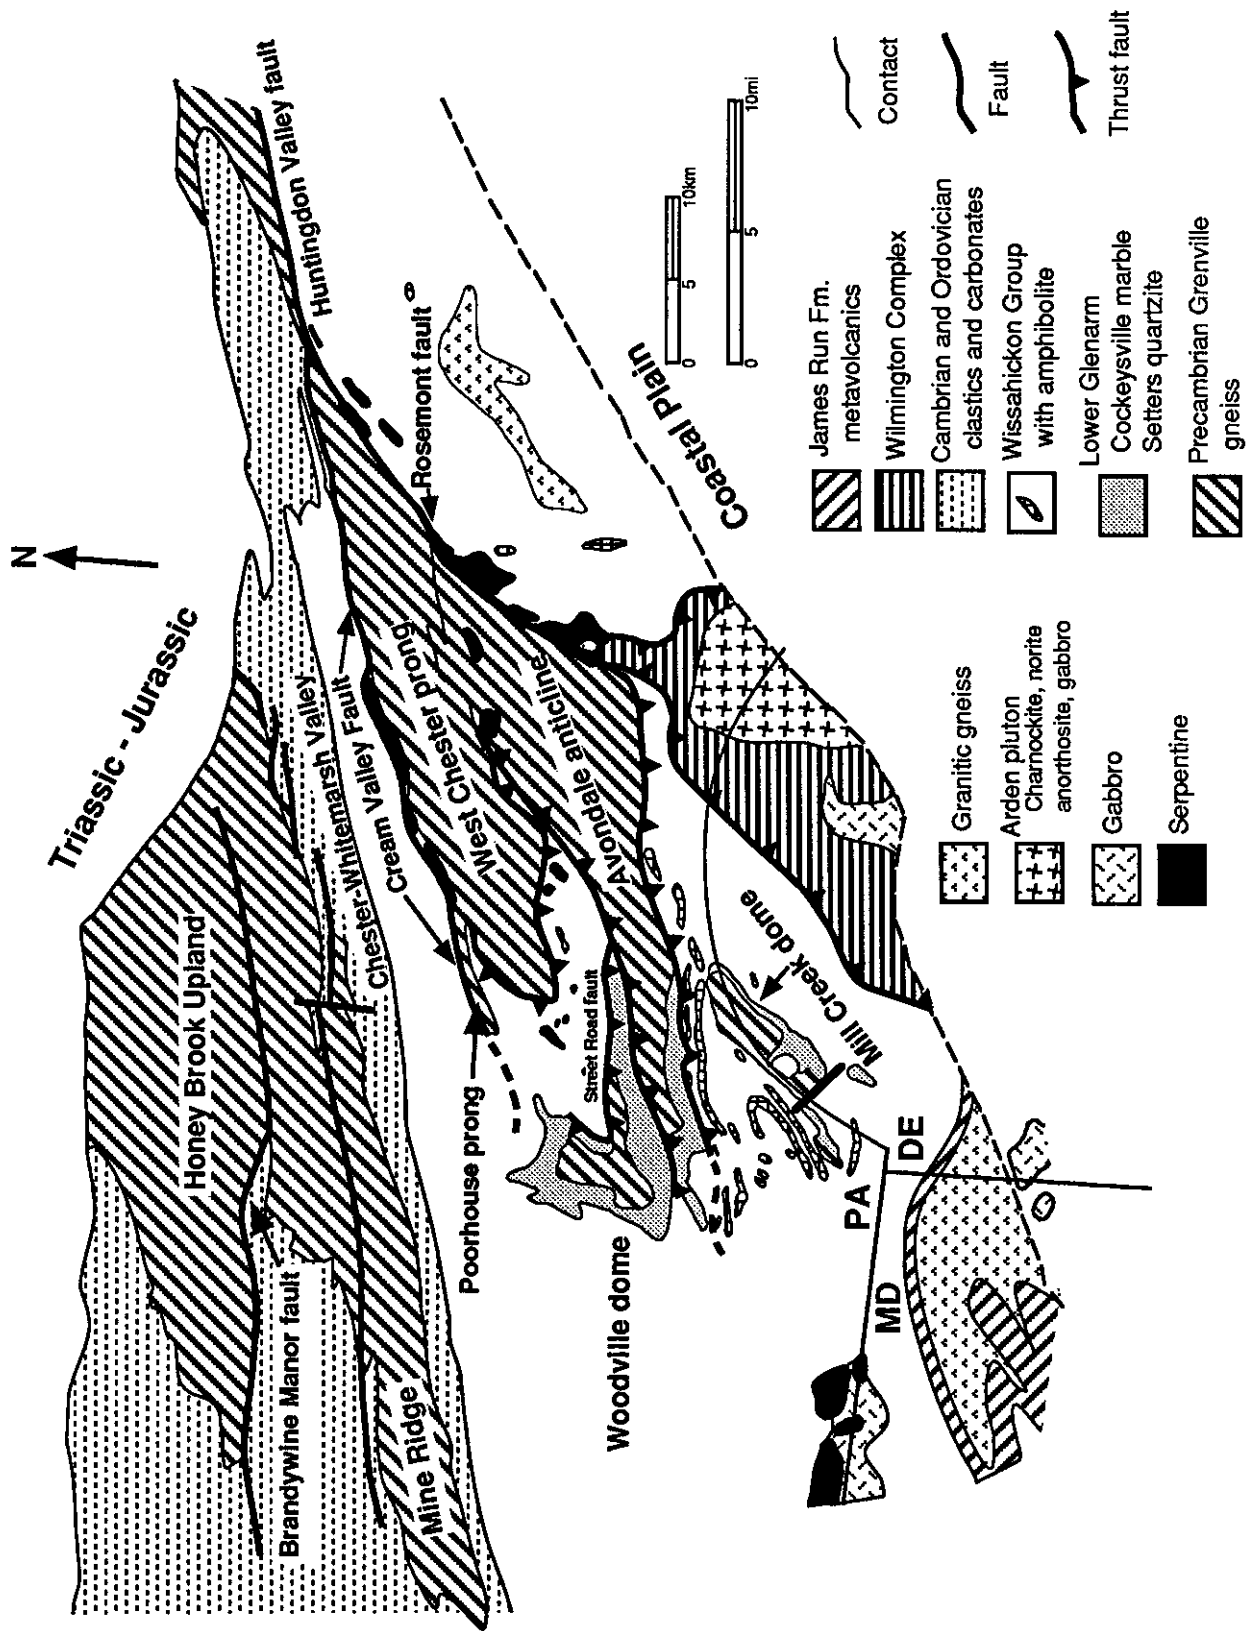 N
Triassic - Jurassic
Huntingdon Valley fault
Honey Brook Upland
Chester-Whitemarsh Valley
Cream Valley Fault
West Chester prong
Rosemont fault
Avondale anticline
Brandywine Manor fault
Mine Ridge
Poorhouse prong
Street Road fault
Woodville dome
Mill Creek dome
Coastal Plain
PA
DE
MD
0
5
10km
0
5
10mi
Granitic gneiss
Arden pluton
Charnockite, norite
anorthosite, gabbro
Gabbro
Serpentine
James Run Fm.
metavolcanics
Wilmington Complex
Cambrian and Ordovician
clastics and carbonates
Wissahickon Group
with amphibolite
Lower Glenarm
Cockeysville marble
Setters quartzite
Precambrian Grenville
gneiss
Contact
Fault
Thrust fault